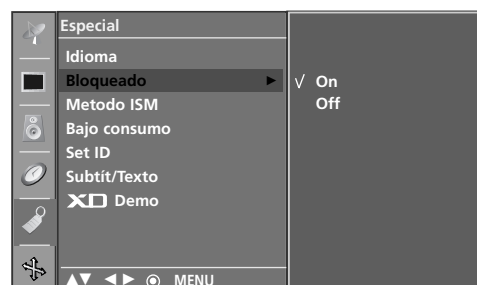 Especial
Idioma
Bloqueado ► √ On
Metodo ISM Off
Bajo consumo
Set ID
Subtít/Texto
XD Demo
▲▼ ◄► ⦿ MENU